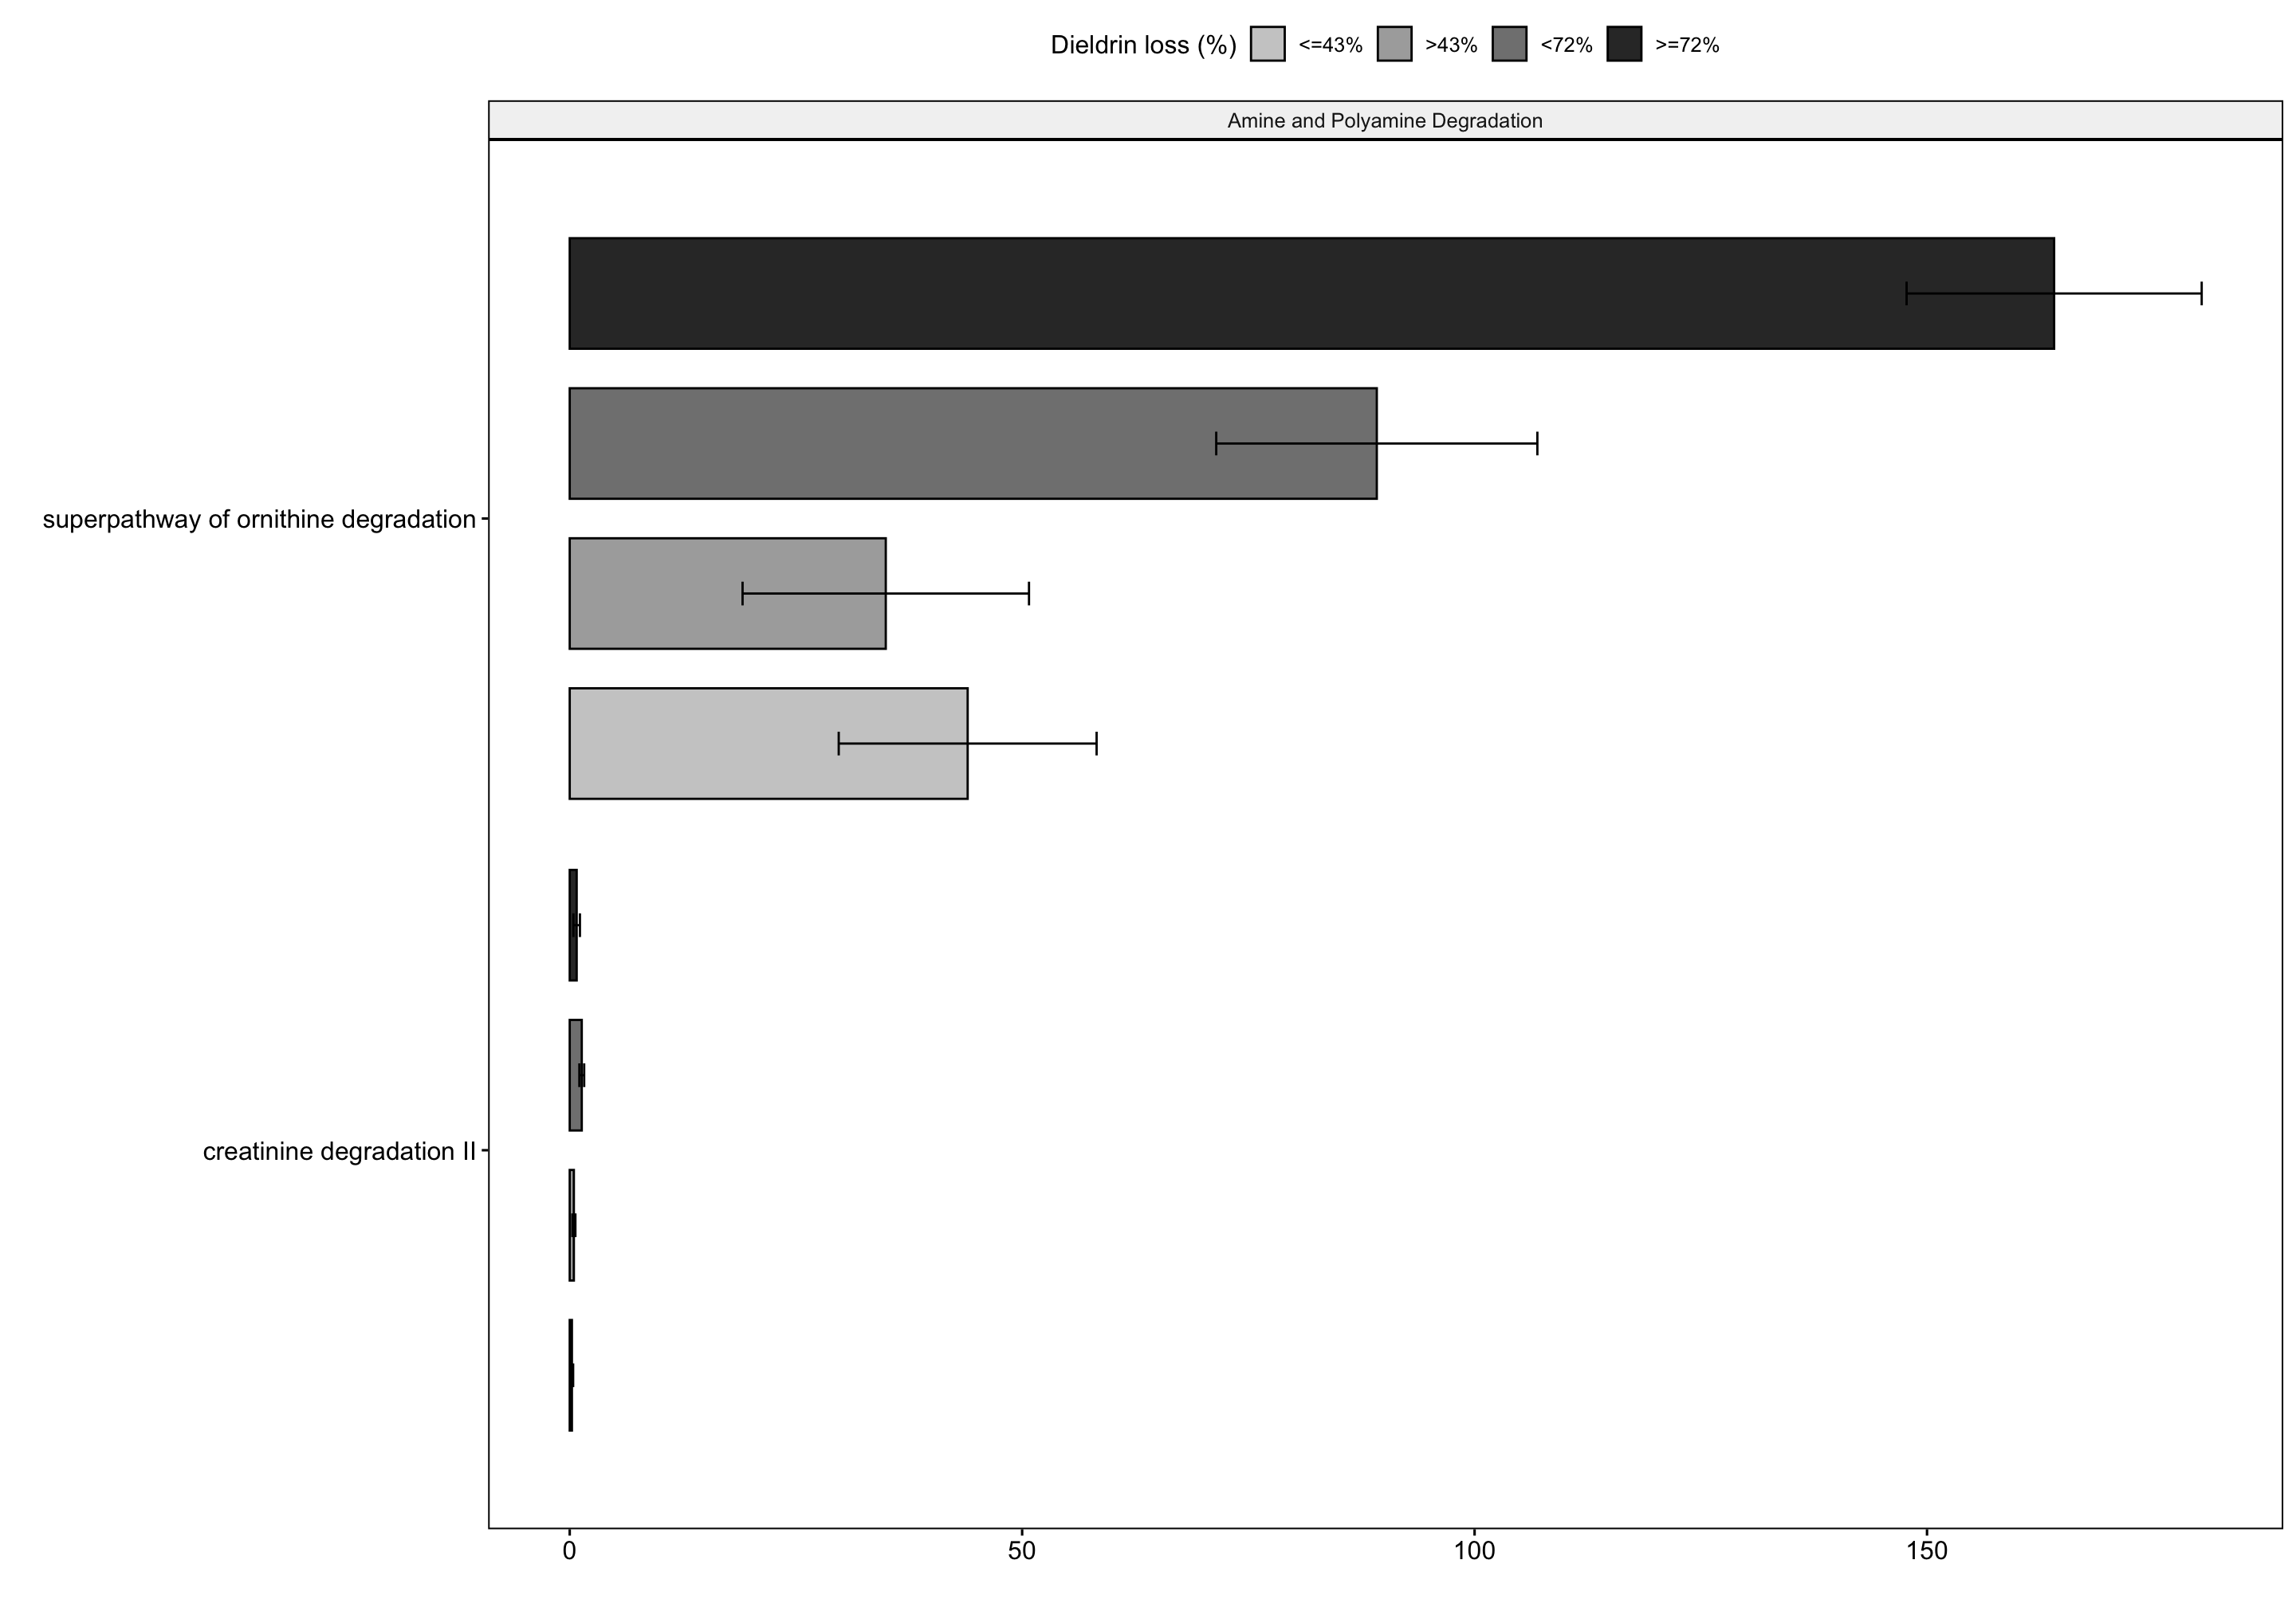 Dieldrin loss (%) <=43% >43% <72% >=72%
Amine and Polyamine Degradation
superpathway of ornithine degradation
creatinine degradation II
0 50 100 150